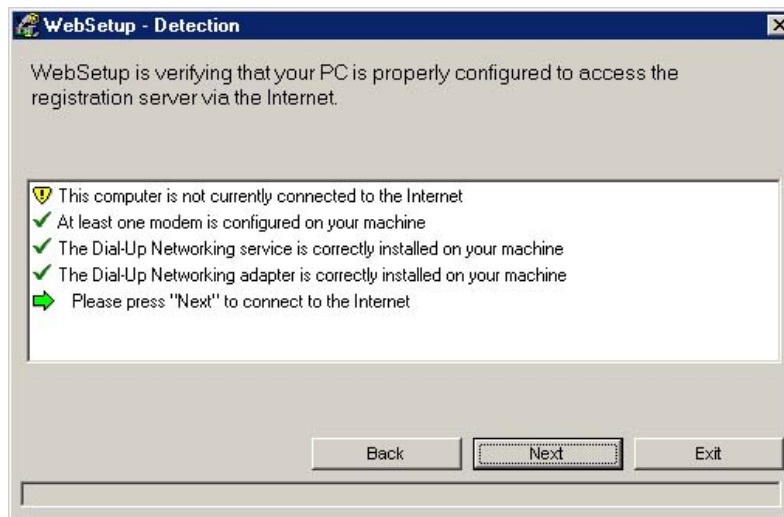 WebSetup - Detection
WebSetup is verifying that your PC is properly configured to access the
registration server via the Internet.
This computer is not currently connected to the Internet
At least one modem is configured on your machine
The Dial-Up Networking service is correctly installed on your machine
The Dial-Up Networking adapter is correctly installed on your machine
Please press "Next" to connect to the Internet
Back Next Exit